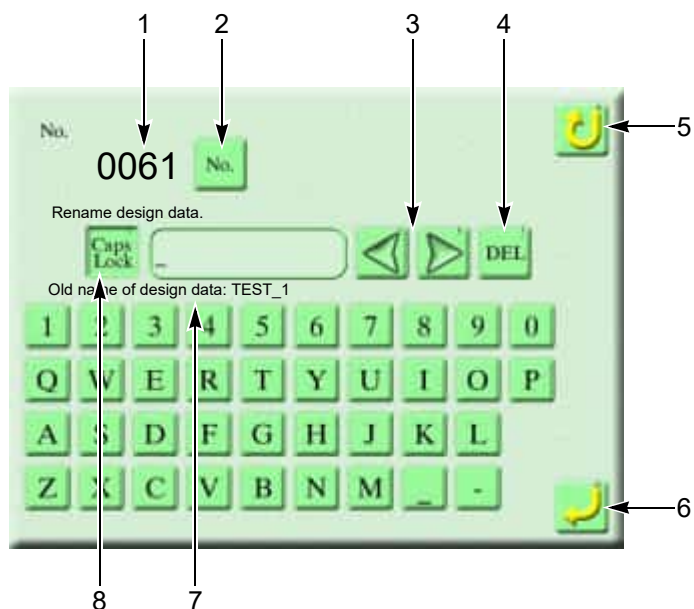 1 2 3 4
No.
0061 No.
5
Rename design data.
Caps Lock _ DEL
Old name of design data: TEST_1
1 2 3 4 5 6 7 8 9 0
Q W E R T Y U I O P
A S D F G H J K L
Z X C V B N M _ -
6
8 7